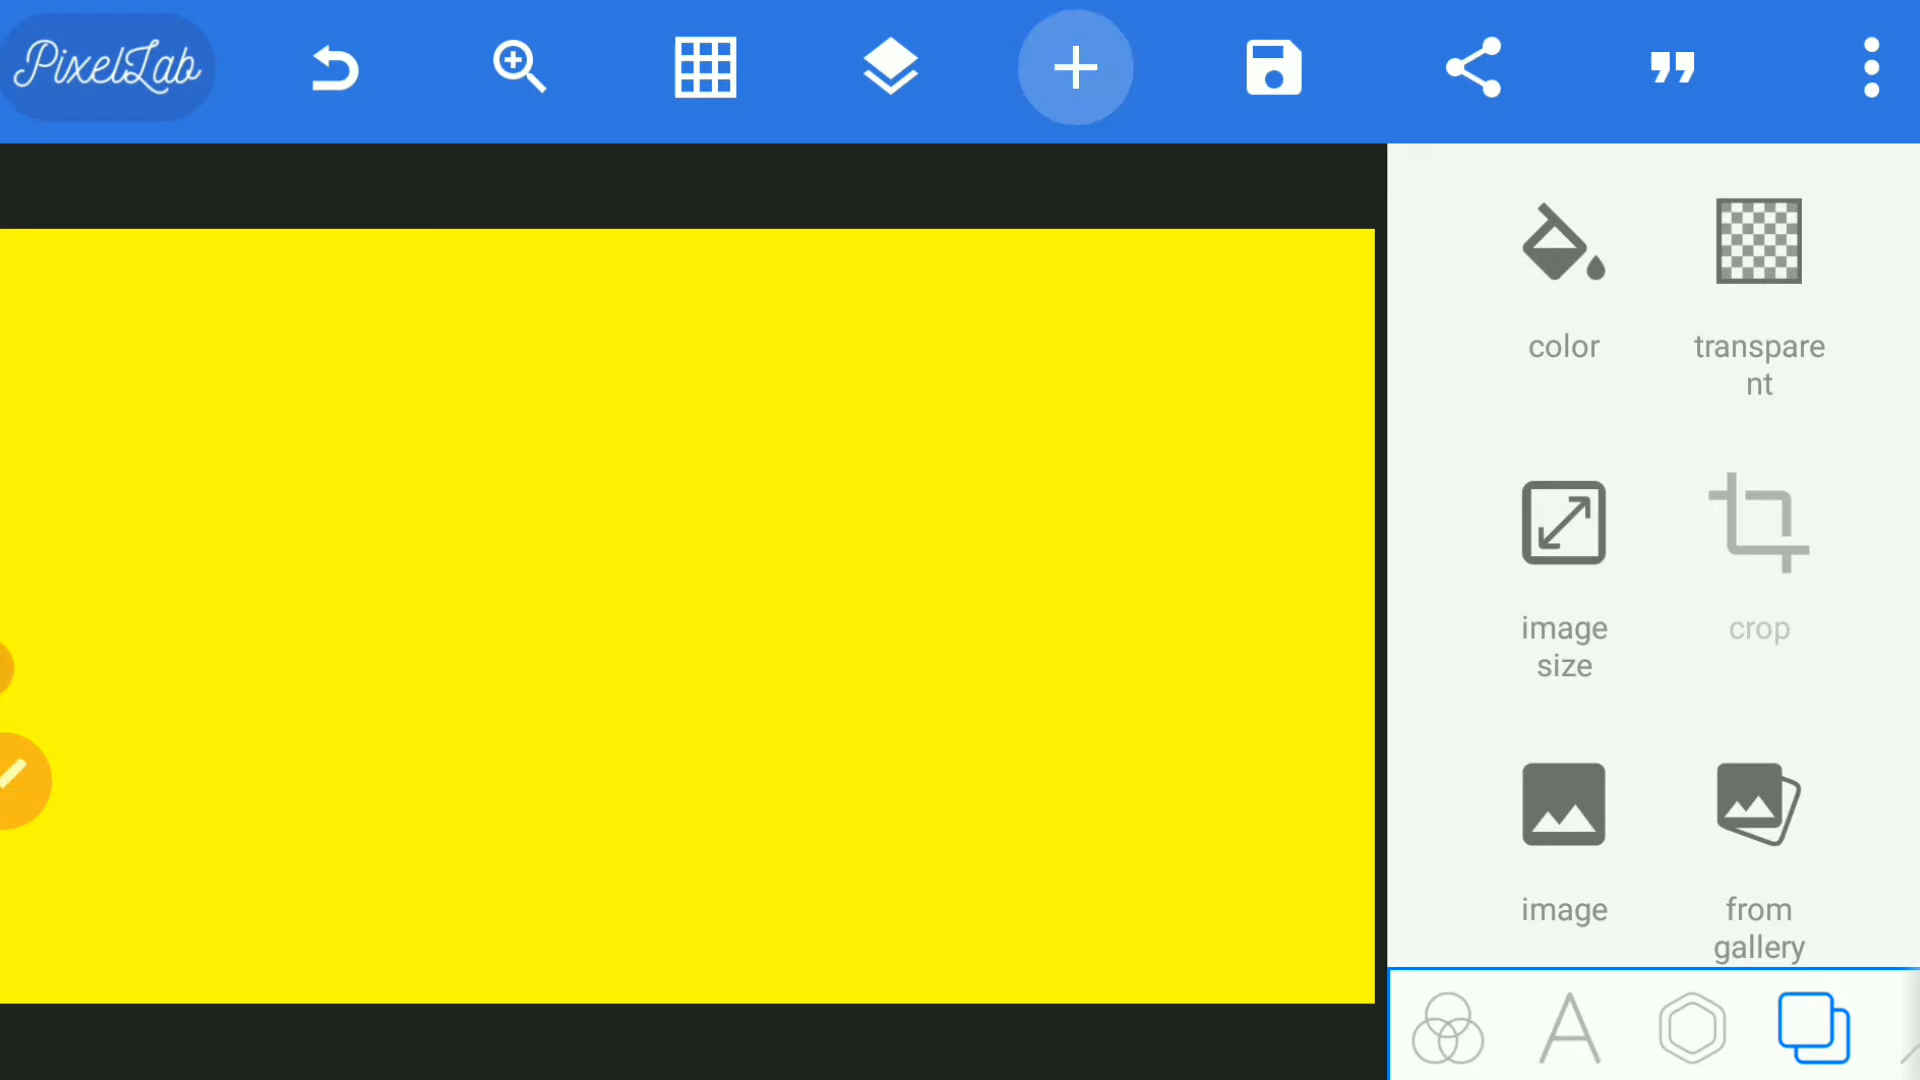 PixelLab
color
transpare
nt
image
size
crop
image
from
gallery